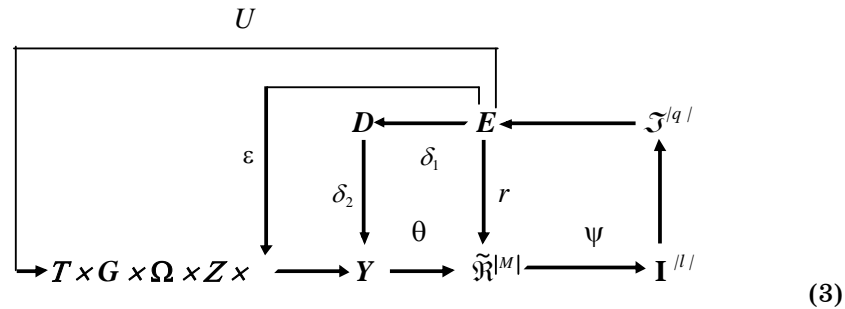 U
D E ℑ^{/q/}
ε δ₁
δ₂ r
θ ψ
T × G × Ω × Z × Y ℜ̃^{|M|} I^{/l/}
(3)